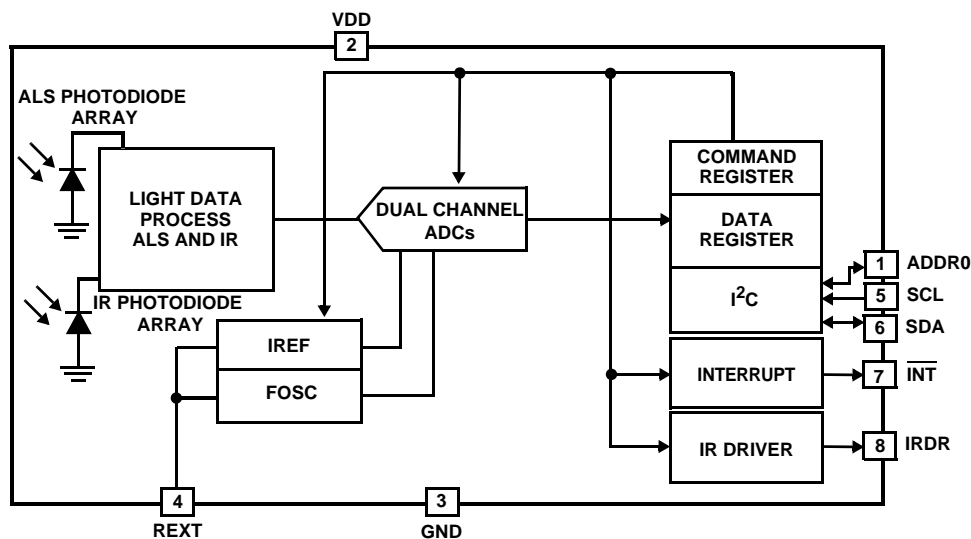 VDD
2
ALS PHOTODIODE
ARRAY
LIGHT DATA
PROCESS
ALS AND IR
DUAL CHANNEL
ADCs
COMMAND
REGISTER
DATA
REGISTER
I²C
1 ADDR0
5 SCL
6 SDA
IR PHOTODIODE
ARRAY
IREF
FOSC
INTERRUPT
7 I̅N̅T̅
IR DRIVER
8 IRDR
4
REXT
3
GND